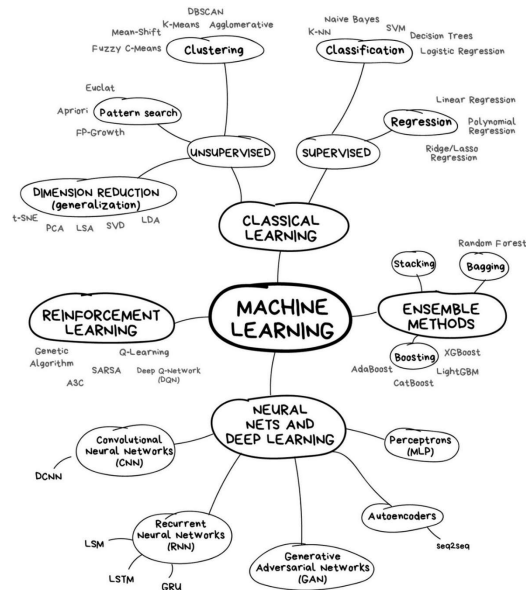 DBSCAN
Mean-Shift
K-Means
Agglomerative
Fuzzy C-Means
Clustering
Naive Bayes
SVM
K-NN
Decision Trees
Classification
Logistic Regression
Euclat
Apriori
Pattern search
FP-Growth
Linear Regression
Regression
Polynomial
Regression
Ridge/Lasso
Regression
UNSUPERVISED
SUPERVISED
DIMENSION REDUCTION
(generalization)
t-SNE
PCA
LSA
SVD
LDA
CLASSICAL
LEARNING
MACHINE
LEARNING
Random Forest
Stacking
Bagging
ENSEMBLE
METHODS
Boosting
XGBoost
AdaBoost
LightGBM
CatBoost
REINFORCEMENT
LEARNING
Genetic
Algorithm
Q-Learning
SARSA
A3C
Deep Q-Network
(DQN)
NEURAL
NETS AND
DEEP LEARNING
Convolutional
Neural Networks
(CNN)
DCNN
Perceptrons
(MLP)
Recurrent
Neural Networks
(RNN)
LSM
LSTM
GRU
Generative
Adversarial Networks
(GAN)
Autoencoders
seq2seq